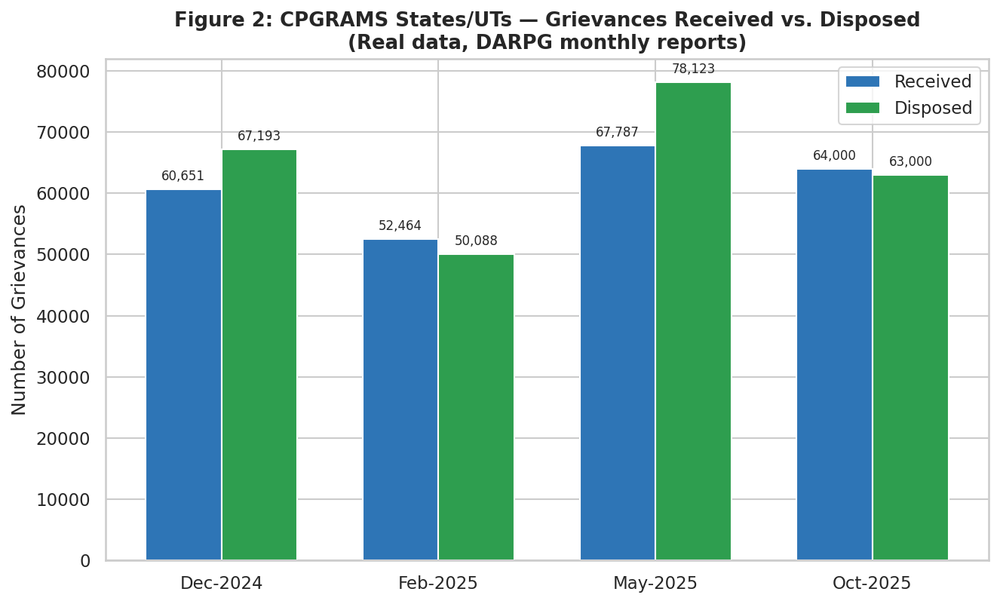 Figure 2: CPGRAMS States/UTs — Grievances Received vs. Disposed
(Real data, DARPG monthly reports)
Number of Grievances
80000
70000
60000
50000
40000
30000
20000
10000
0
60,651
67,193
52,464
50,088
67,787
78,123
64,000
63,000
Received
Disposed
Dec-2024
Feb-2025
May-2025
Oct-2025